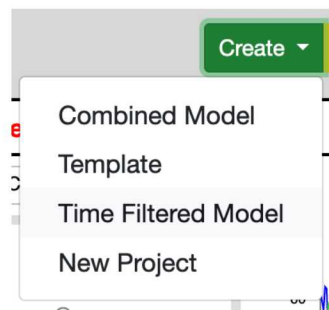 Create
Combined Model
Template
Time Filtered Model
New Project